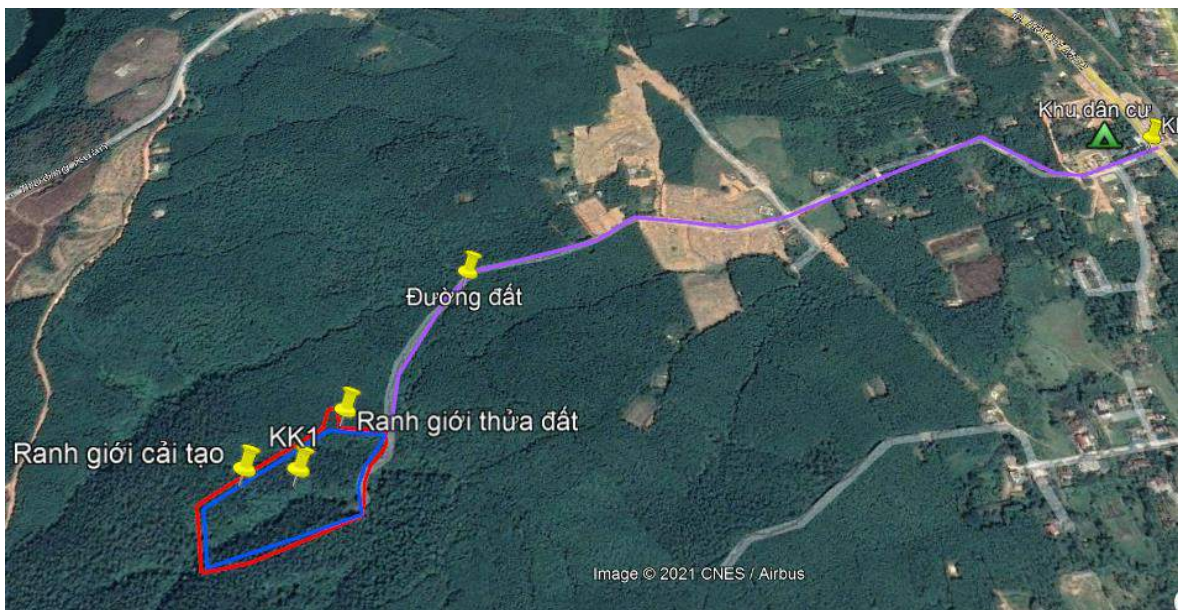 Khu dân cư
Đường đất
Ranh giới thửa đất
KK1
Ranh giới cải tạo
Image © 2021 CNES / Airbus